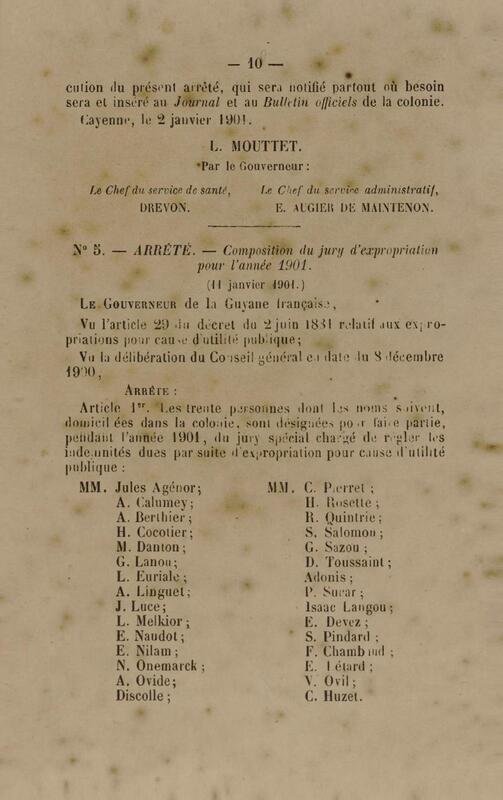 — 10 —
cution du présent arrêté, qui sera notifié partout où besoin
sera et inséré au Journal et au Bulletin officiels de la colonie.
Cayenne, le 2 janvier 1901.
L. MOUTTET.
Par le Gouverneur :
Le Chef du service de santé,
DREVON.
Le Chef du service administratif,
E. AUGIER DE MAINTENON.
N° 5. — ARRÊTÉ. — Composition du jury d'expropriation
pour l'année 1901.
(11 janvier 1901.)
LE GOUVERNEUR de la Guyane française,
Vu l'article 29 du décret du 2 juin 1881 relatif aux expro-
priations pour cause d'utilité publique;
Vu la délibération du Conseil général en date du 8 décembre
1900,
ARRÊTE :
Article 1er. Les trente personnes dont les noms suivent,
domiciliées dans la colonie, sont désignées pour faire partie,
pendant l'année 1901, du jury spécial chargé de régler les
indemnités dues par suite d'expropriation pour cause d'utilité
publique :
MM. Jules Agénor;
A. Calumey;
A. Berthier;
H. Cocotier;
M. Danton;
G. Lanou;
L. Euriale;
A. Linguet;
J. Luce;
L. Melkior;
E. Naudot;
E. Nilam;
N. Onemarck;
A. Ovide;
Discolle;
MM. C. Pierret;
H. Rosette;
R. Quintrie;
S. Salomon;
G. Sazou;
D. Toussaint;
Adonis;
P. Sucar;
Isaac Langou;
E. Devez;
S. Pindard;
F. Chambaud;
E. Létard;
V. Ovil;
C. Huzet.